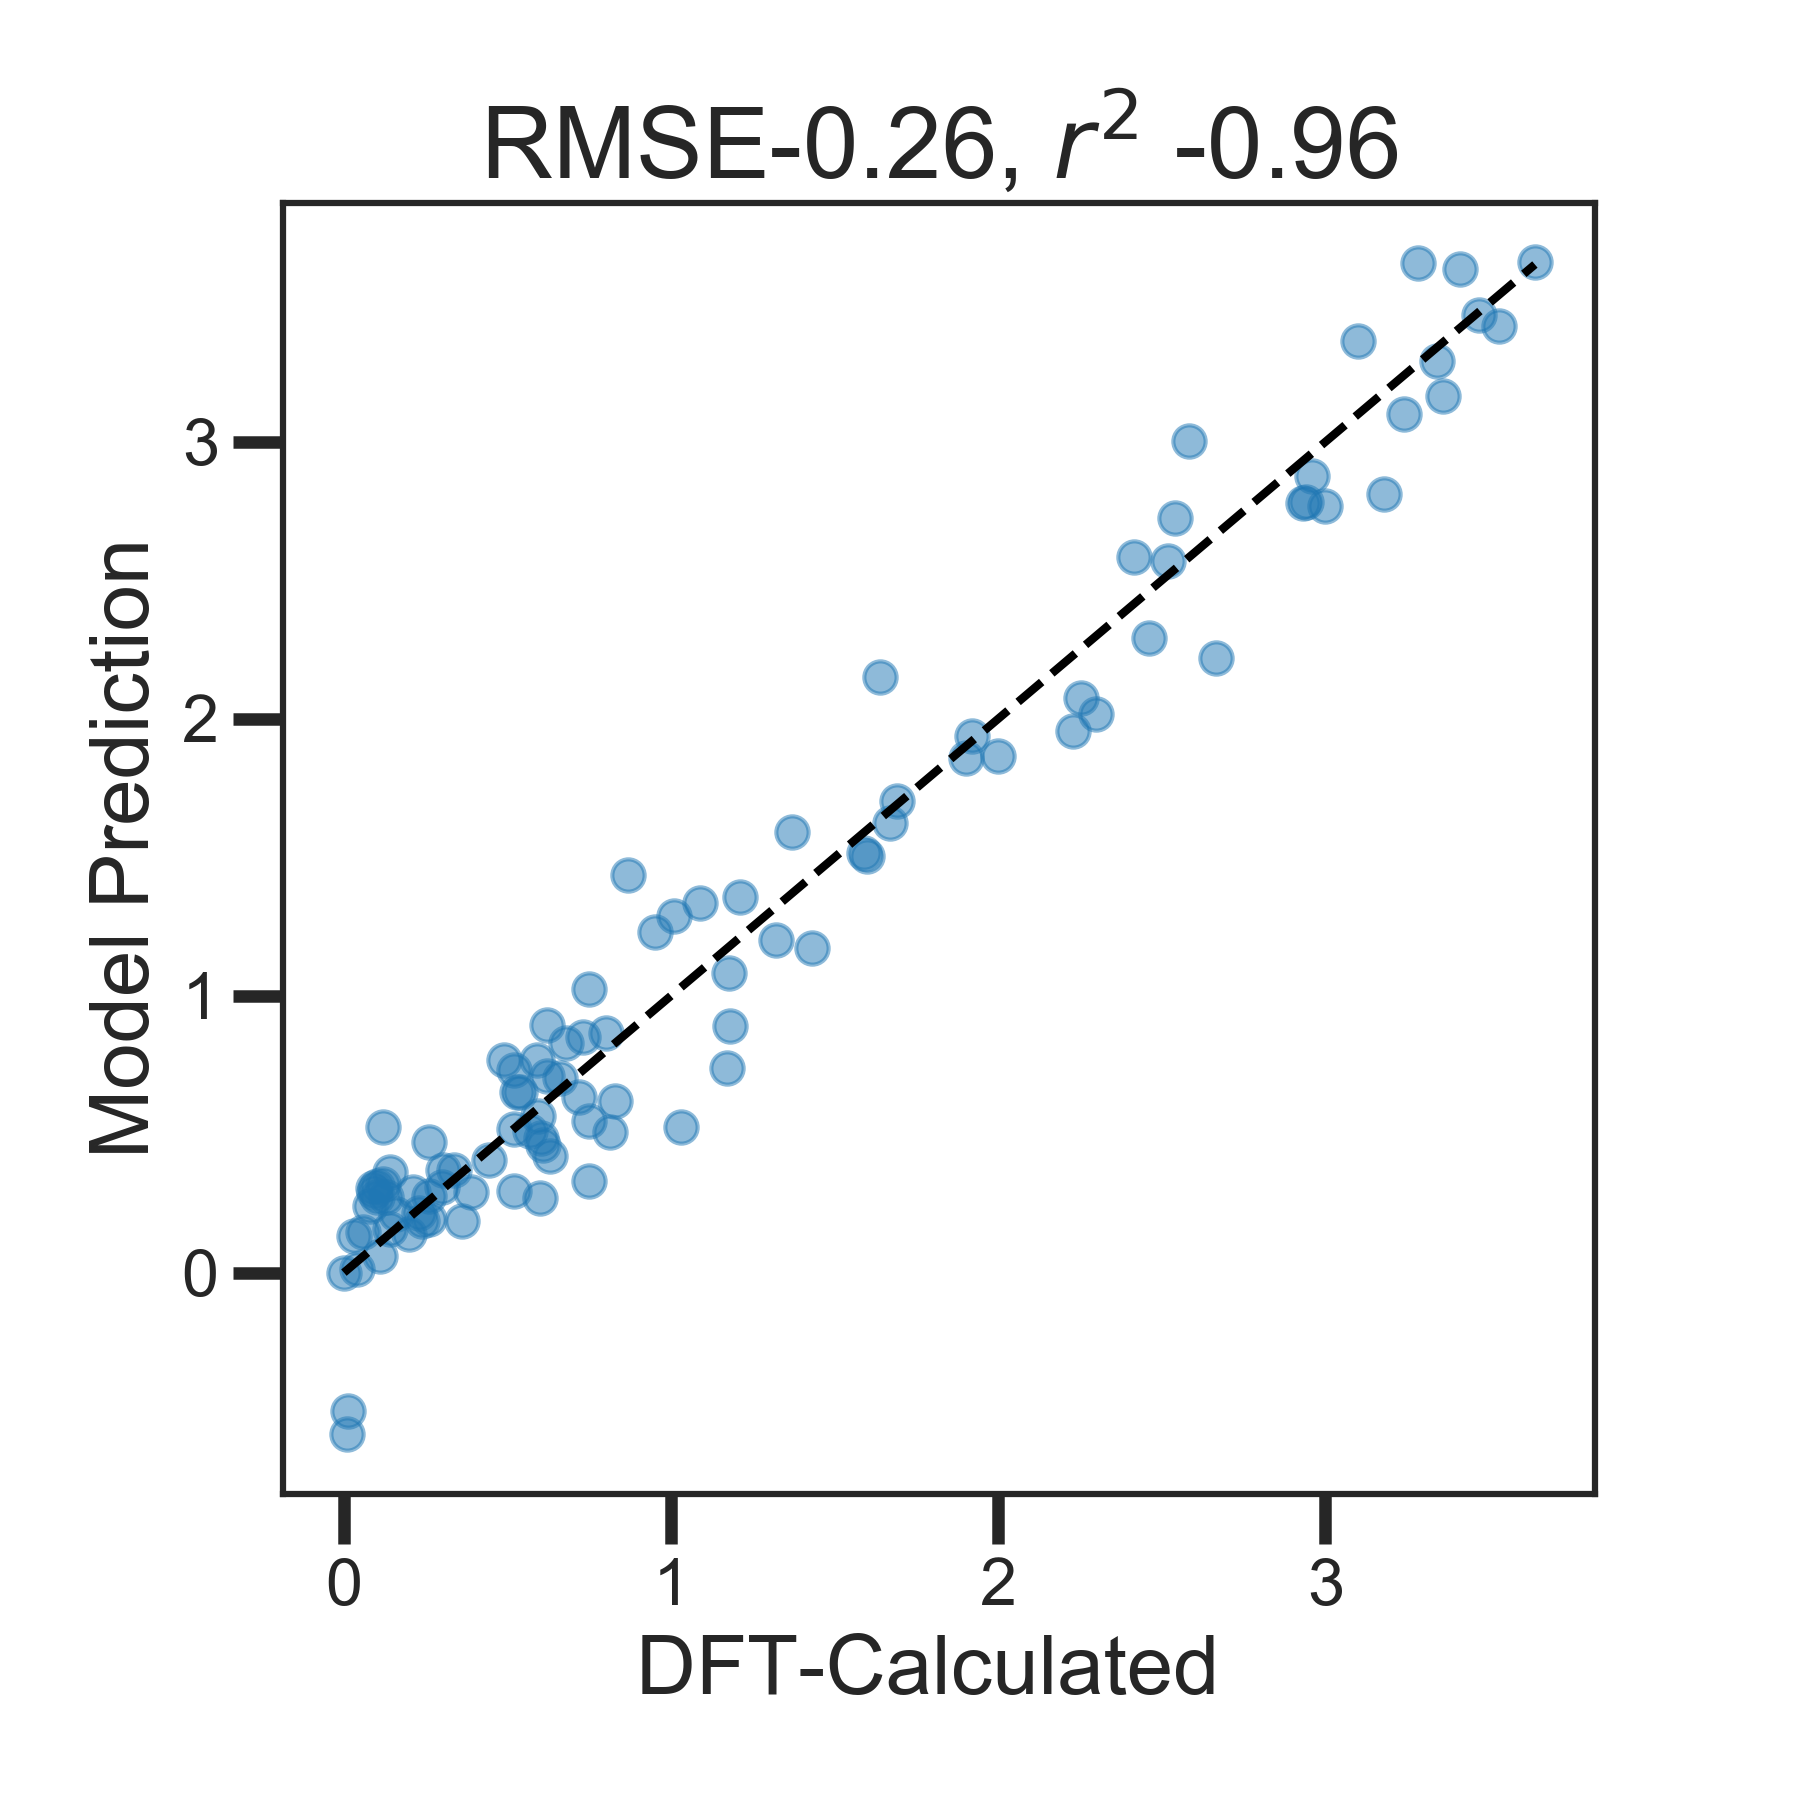 RMSE-0.26, r² -0.96
3
2
1
0
Model Prediction
0 1 2 3
DFT-Calculated